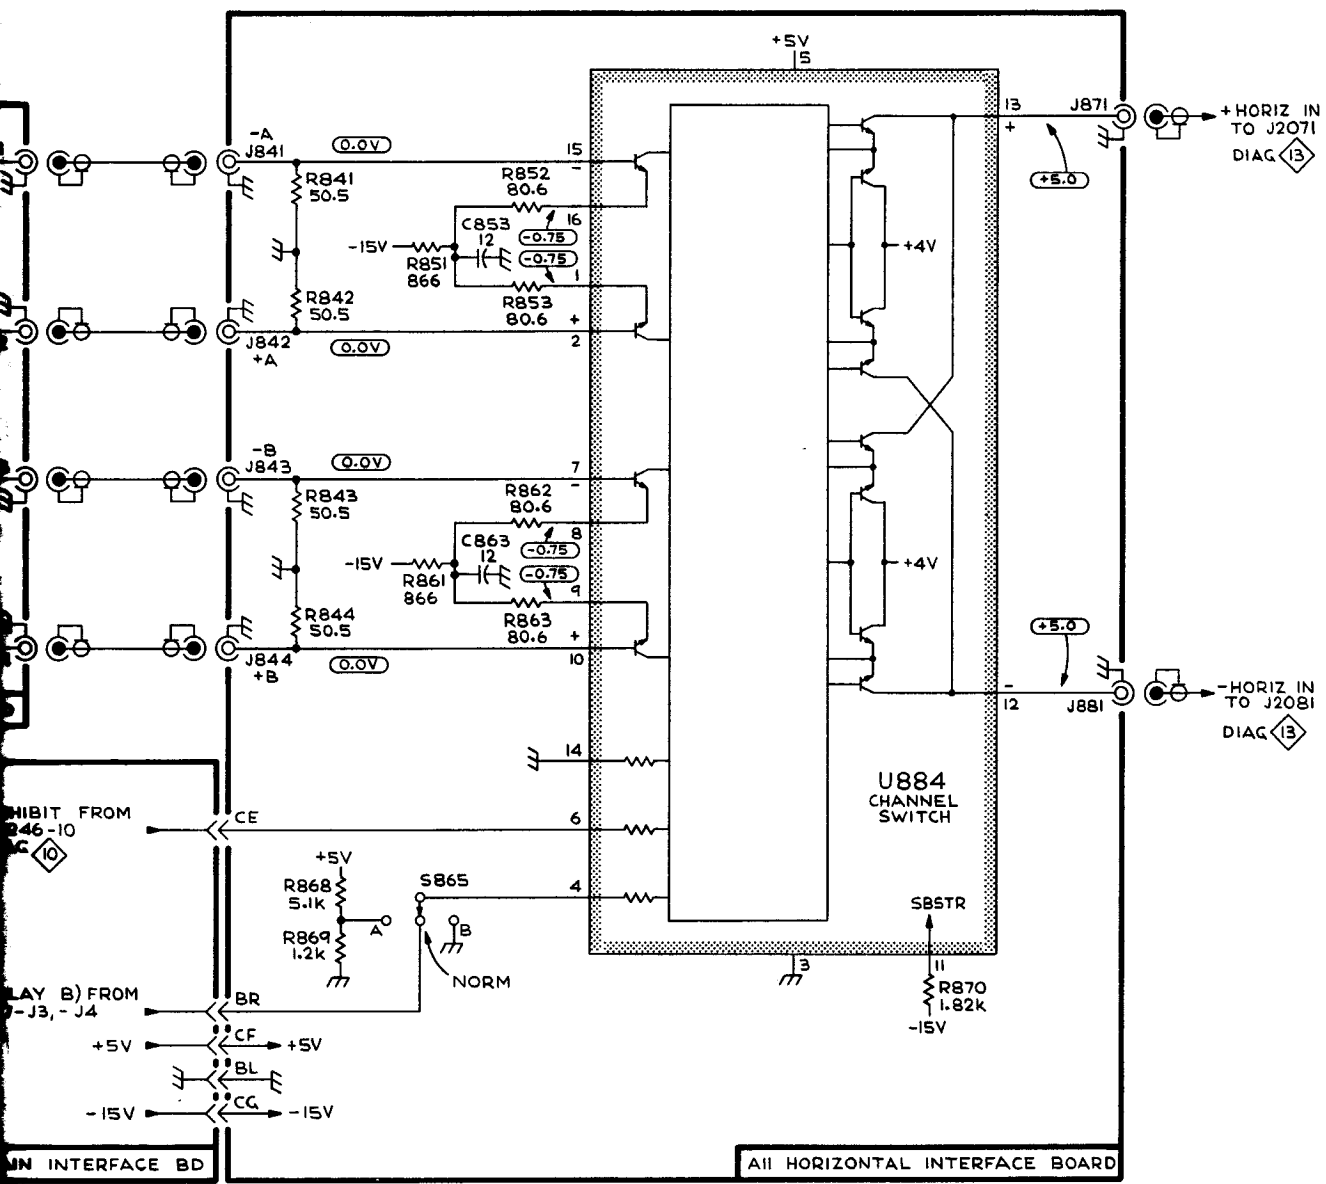 +5V
5
13
+
J871
+HORIZ IN
TO J2071
DIAG 13
+5.0
-A
J841
0.0V
15
-
R841
50.5
R852
80.6
16
C853
12
-0.75
-15V
R851
866
-0.75
1
R853
80.6
R842
50.5
+
2
J842
+A
0.0V
+4V
-B
J843
0.0V
7
-
R843
50.5
R862
80.6
8
C863
12
-0.75
-15V
R861
866
-0.75
9
R863
80.6
R844
50.5
+
10
J844
+B
0.0V
+4V
+5.0
-
12
J881
-HORIZ IN
TO J2081
DIAG 13
14
U884
CHANNEL
SWITCH
HIBIT FROM
246-10
10
CE
6
+5V
R868
5.1K
S865
4
A
B
R869
1.2K
NORM
SBSTR
3
11
R870
1.82K
-15V
LAY B) FROM
-J3,-J4
BR
+5V
CF
+5V
BL
-15V
CG
-15V
INTERFACE BD
A11 HORIZONTAL INTERFACE BOARD